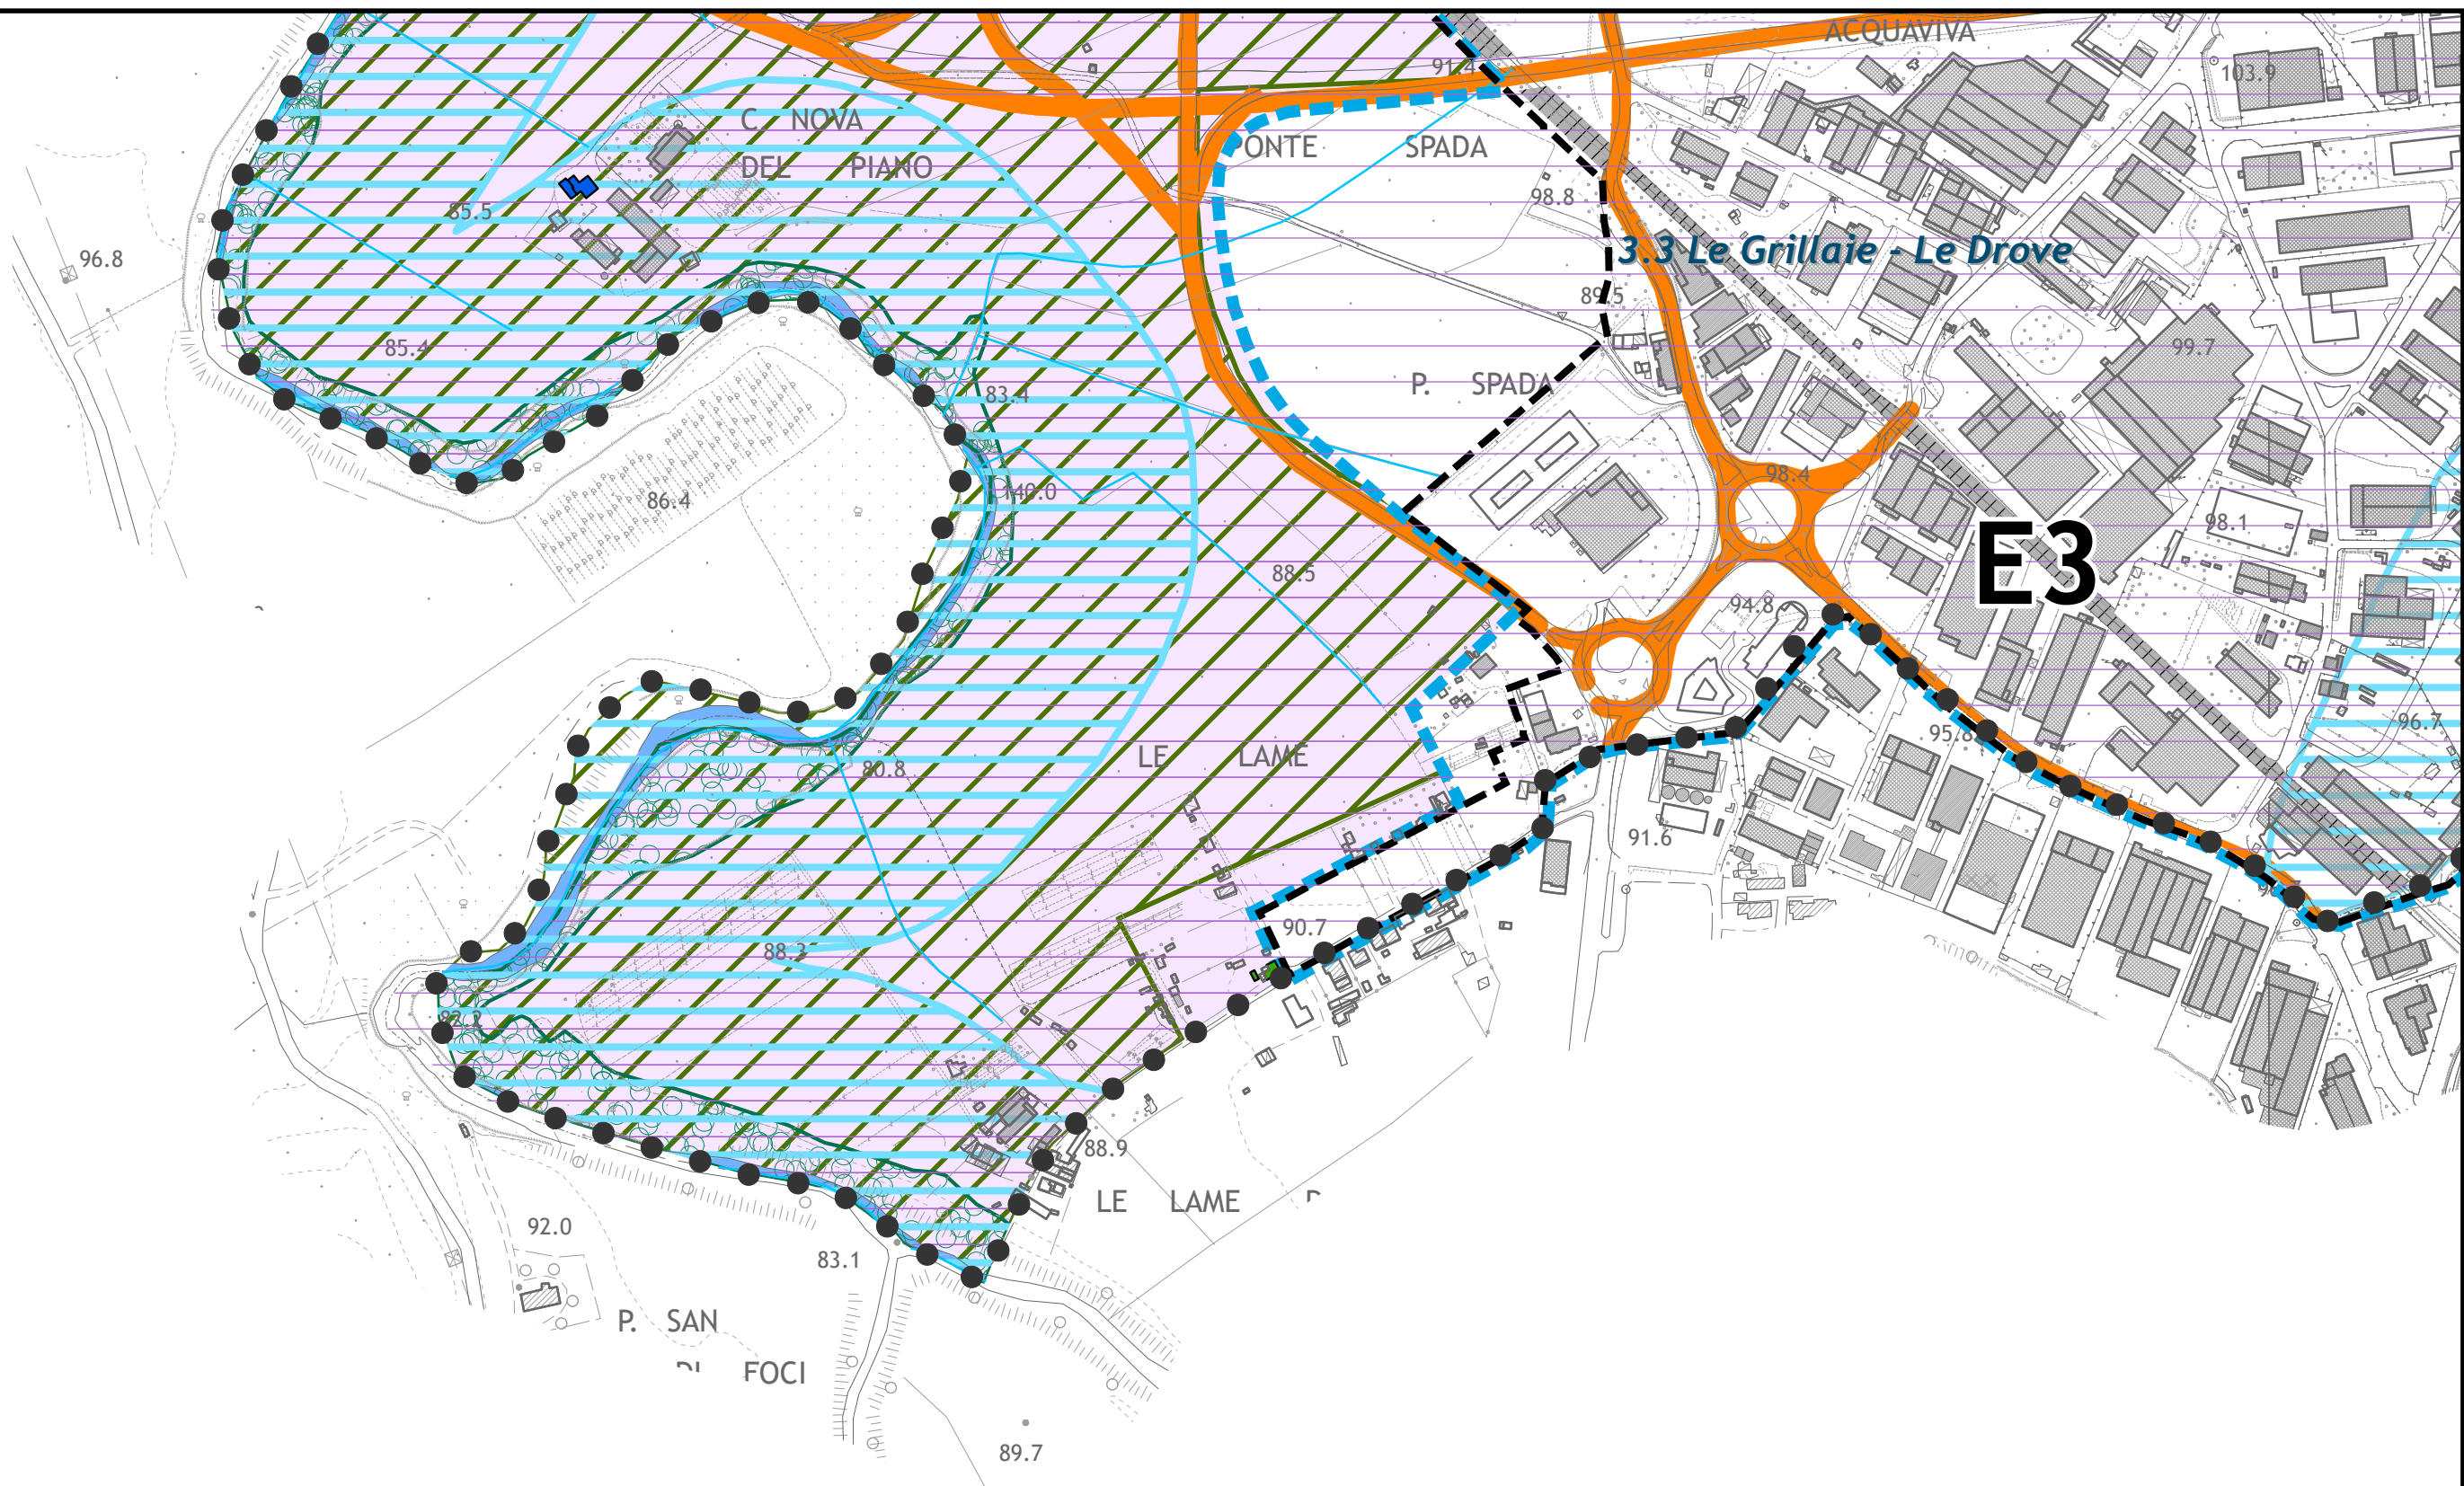 ACQUAVIVA
91.4
103.9
C. NOVA
PONTE SPADA
DEL PIANO
98.8
85.5
3.3 Le Grillaie - Le Drove
96.8
89.5
85.4
99.7
P. SPADA
83.4
98.4
140.0
86.4
98.1
E3
88.5
94.8
96.7
95.8
LE LAME
80.8
91.6
90.7
88.3
82.2
88.9
LE LAME
92.0
83.1
P. SAN
FOCI
89.7